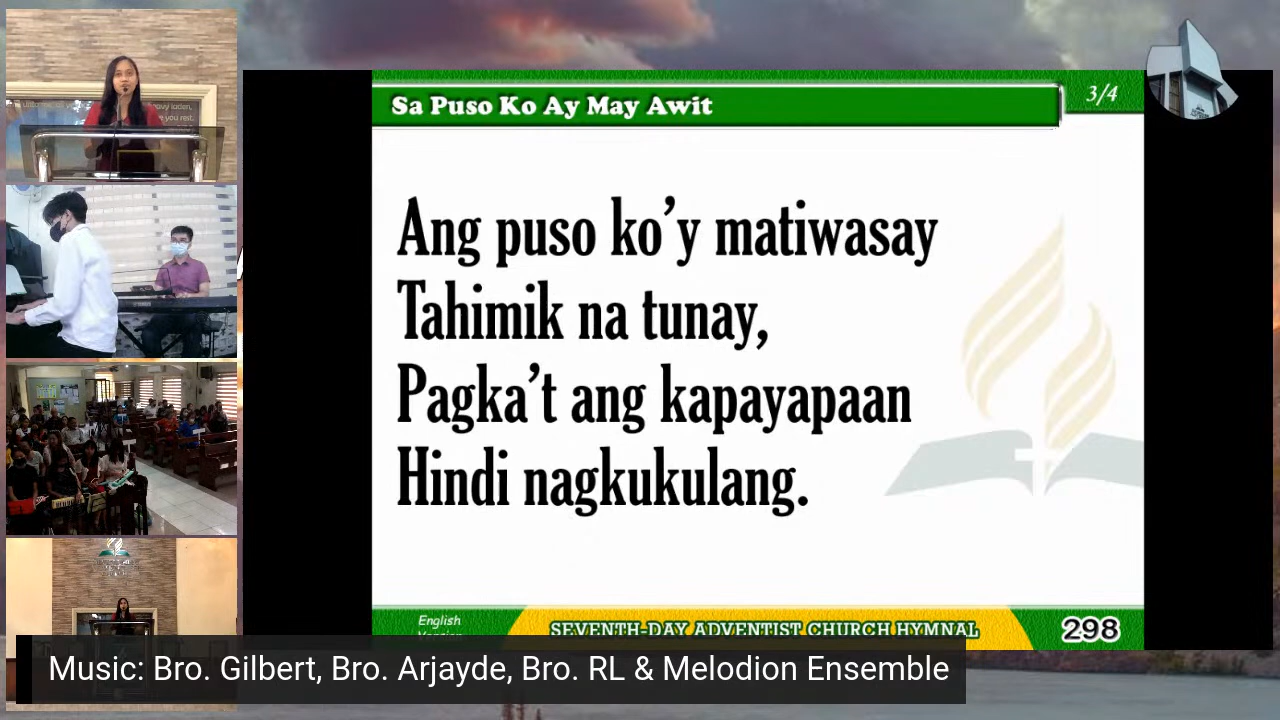 Sa Puso Ko Ay May Awit
3/4
Ang puso ko’y matiwasay
Tahimik na tunay,
Pagka’t ang kapayapaan
Hindi nagkukulang.
English
Version
SEVENTH-DAY ADVENTIST CHURCH HYMNAL
298
Music: Bro. Gilbert, Bro. Arjayde, Bro. RL & Melodion Ensemble